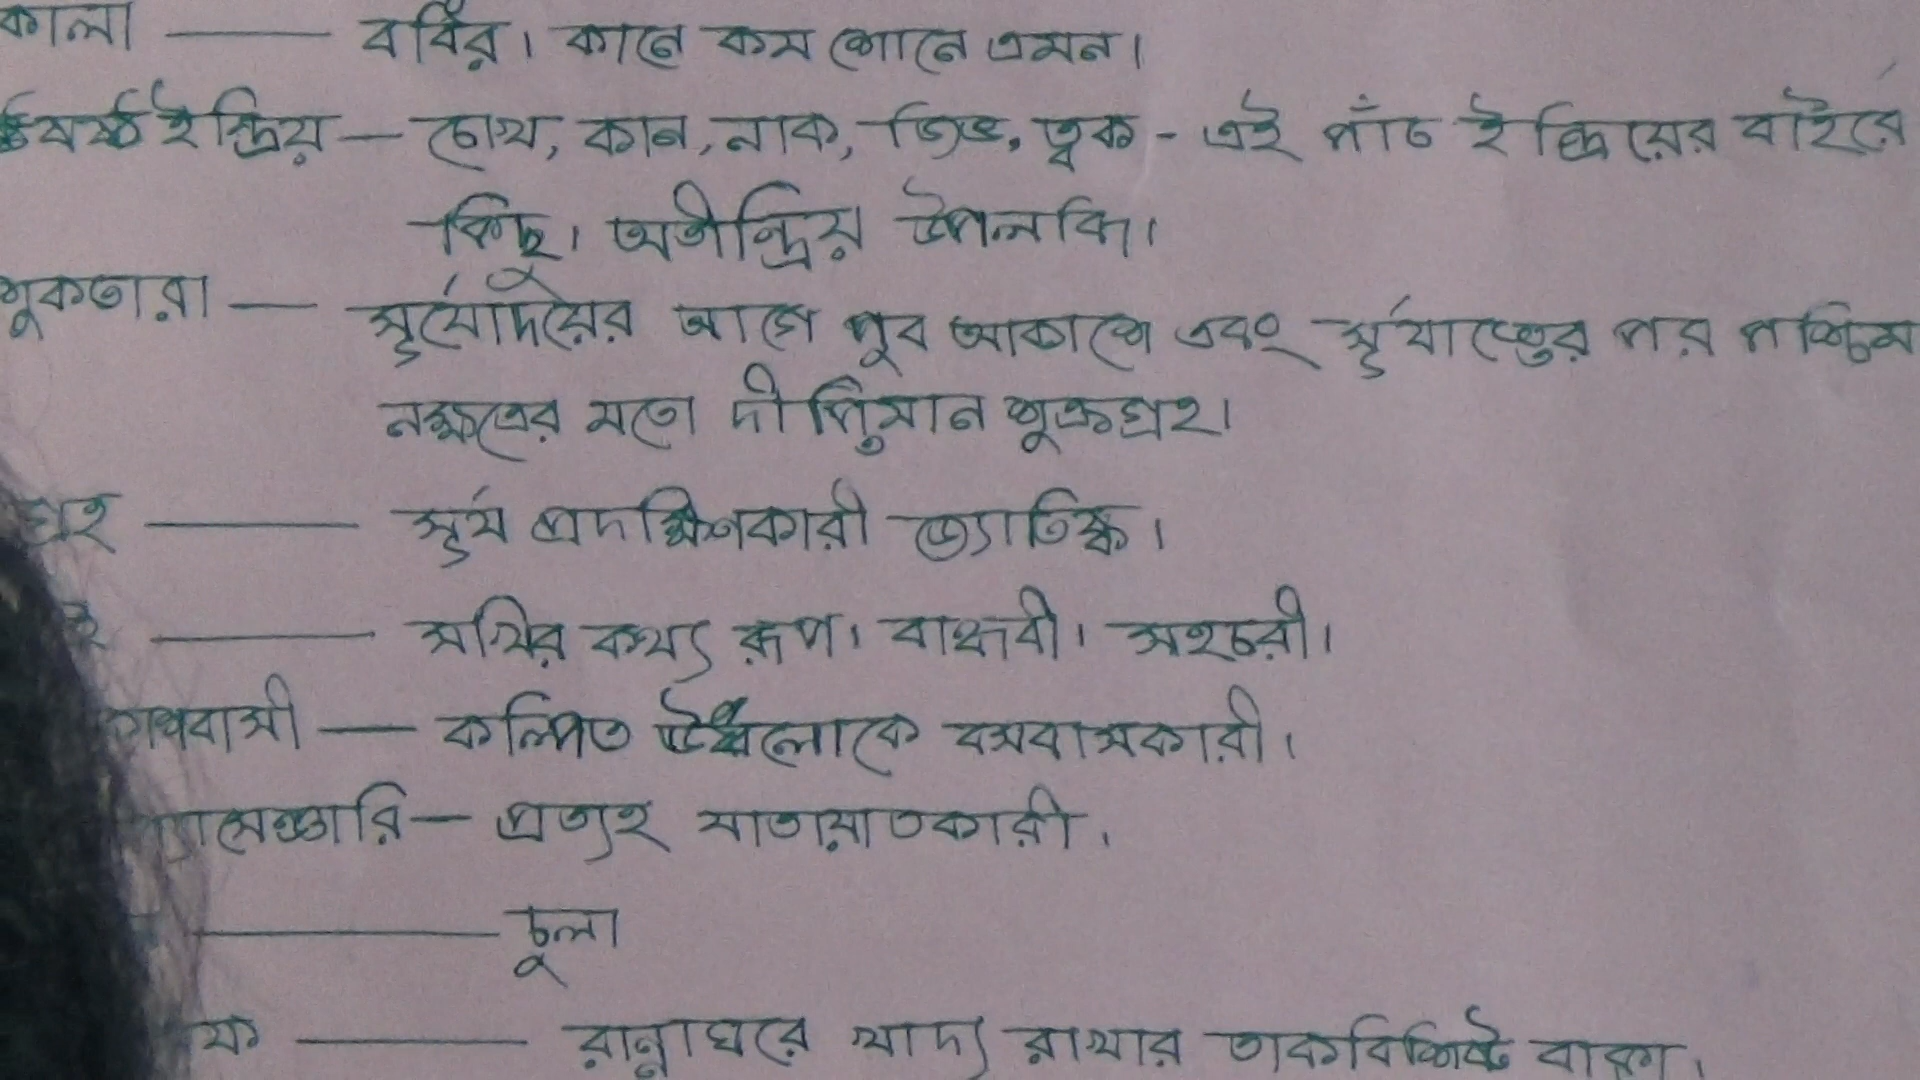 কালা — বধির। কানে কম শোনে এমন।
ষষ্ঠ ইন্দ্রিয় — চোখ, কান, নাক, জিভ, ত্বক - এই পাঁচ ইন্দ্রিয়ের বাইরে
কিছু। অতীন্দ্রিয় উপলব্ধি।
শুকতারা — সূর্যোদয়ের আগে পুব আকাশে এবং সূর্যাস্তের পর পশ্চিম
নক্ষত্রের মতো দীপ্তিমান শুক্রগ্রহ।
গ্রহ — সূর্য প্রদক্ষিণকারী জ্যোতিষ্ক।
— সখির কথ্য রূপ। বান্ধবী। সহচরী।
— কল্পিত ঊর্ধ্বলোকে বসবাসকারী।
— প্রত্যহ যাতায়াতকারী।
— চুলা
— রান্নাঘরে খাদ্য রাখার তাকবিশিষ্ট বাক্স।